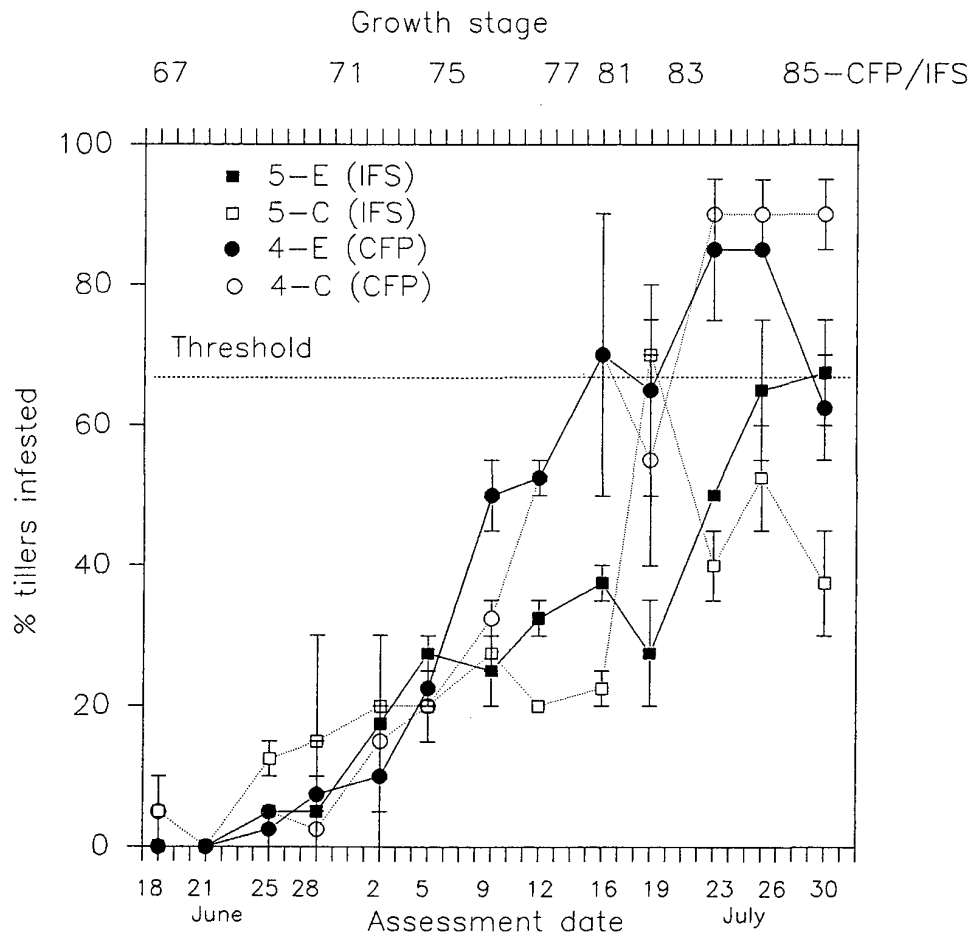 Growth stage
67 71 75 77 81 83 85-CFP/IFS
100
5-E (IFS)
5-C (IFS)
4-E (CFP)
4-C (CFP)
80
Threshold
60
40
20
0
% tillers infested
18 21 25 28 2 5 9 12 16 19 23 26 30
June Assessment date July